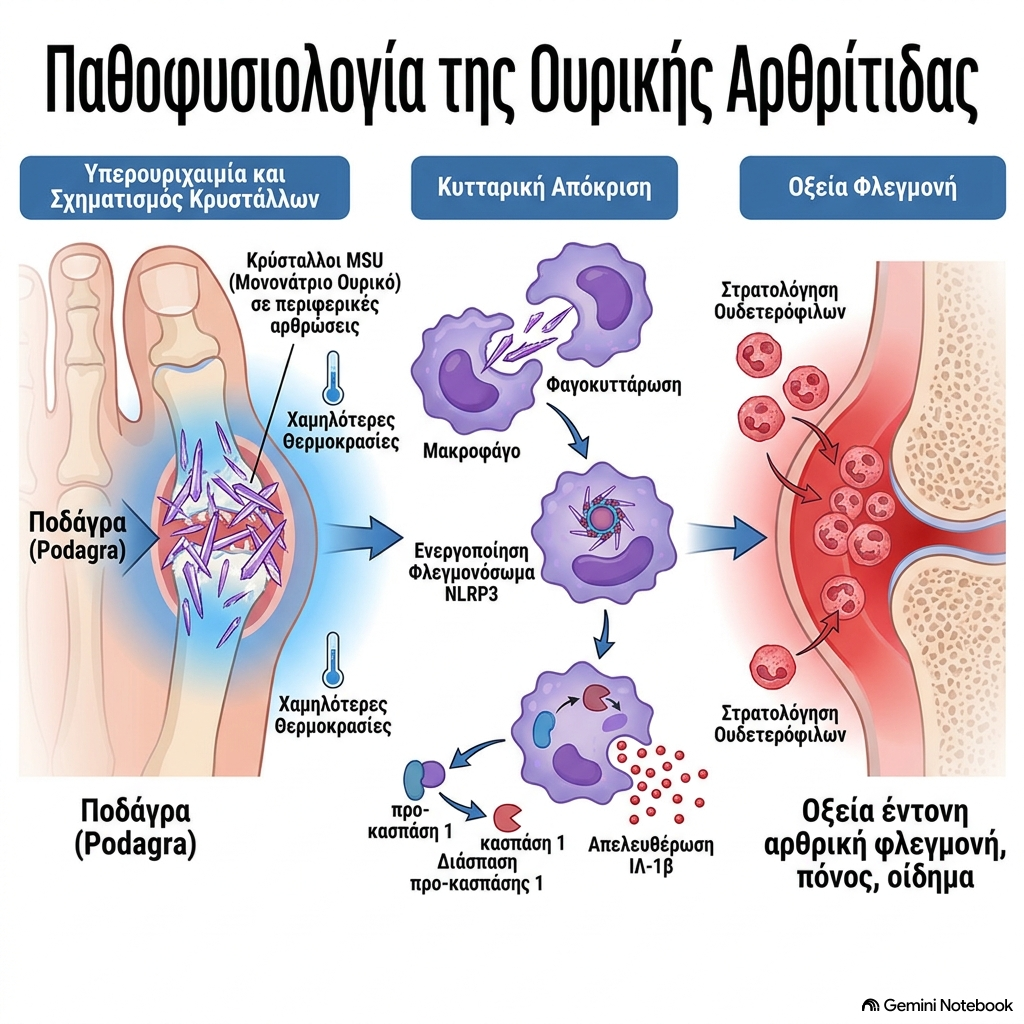 Παθοφυσιολογία της Ουρικής Αρθρίτιδας
Υπερουριχαιμία και
Σχηματισμός Κρυστάλλων
Κρύσταλλοι MSU
(Μονονάτριο Ουρικό)
σε περιφερικές
αρθρώσεις
Χαμηλότερες
Θερμοκρασίες
Ποδάγρα
(Podagra)
Χαμηλότερες
Θερμοκρασίες
Ποδάγρα
(Podagra)
Κυτταρική Απόκριση
Φαγοκυττάρωση
Μακροφάγο
Ενεργοποίηση
Φλεγμονόσωμα
NLRP3
προ-
κασπάση 1
κασπάση 1
Διάσπαση
προ-κασπάσης 1
Απελευθέρωση
ΙΛ-1β
Οξεία Φλεγμονή
Στρατολόγηση
Ουδετερόφιλων
Στρατολόγηση
Ουδετερόφιλων
Οξεία έντονη
αρθρική φλεγμονή,
πόνος, οίδημα
Gemini Notebook